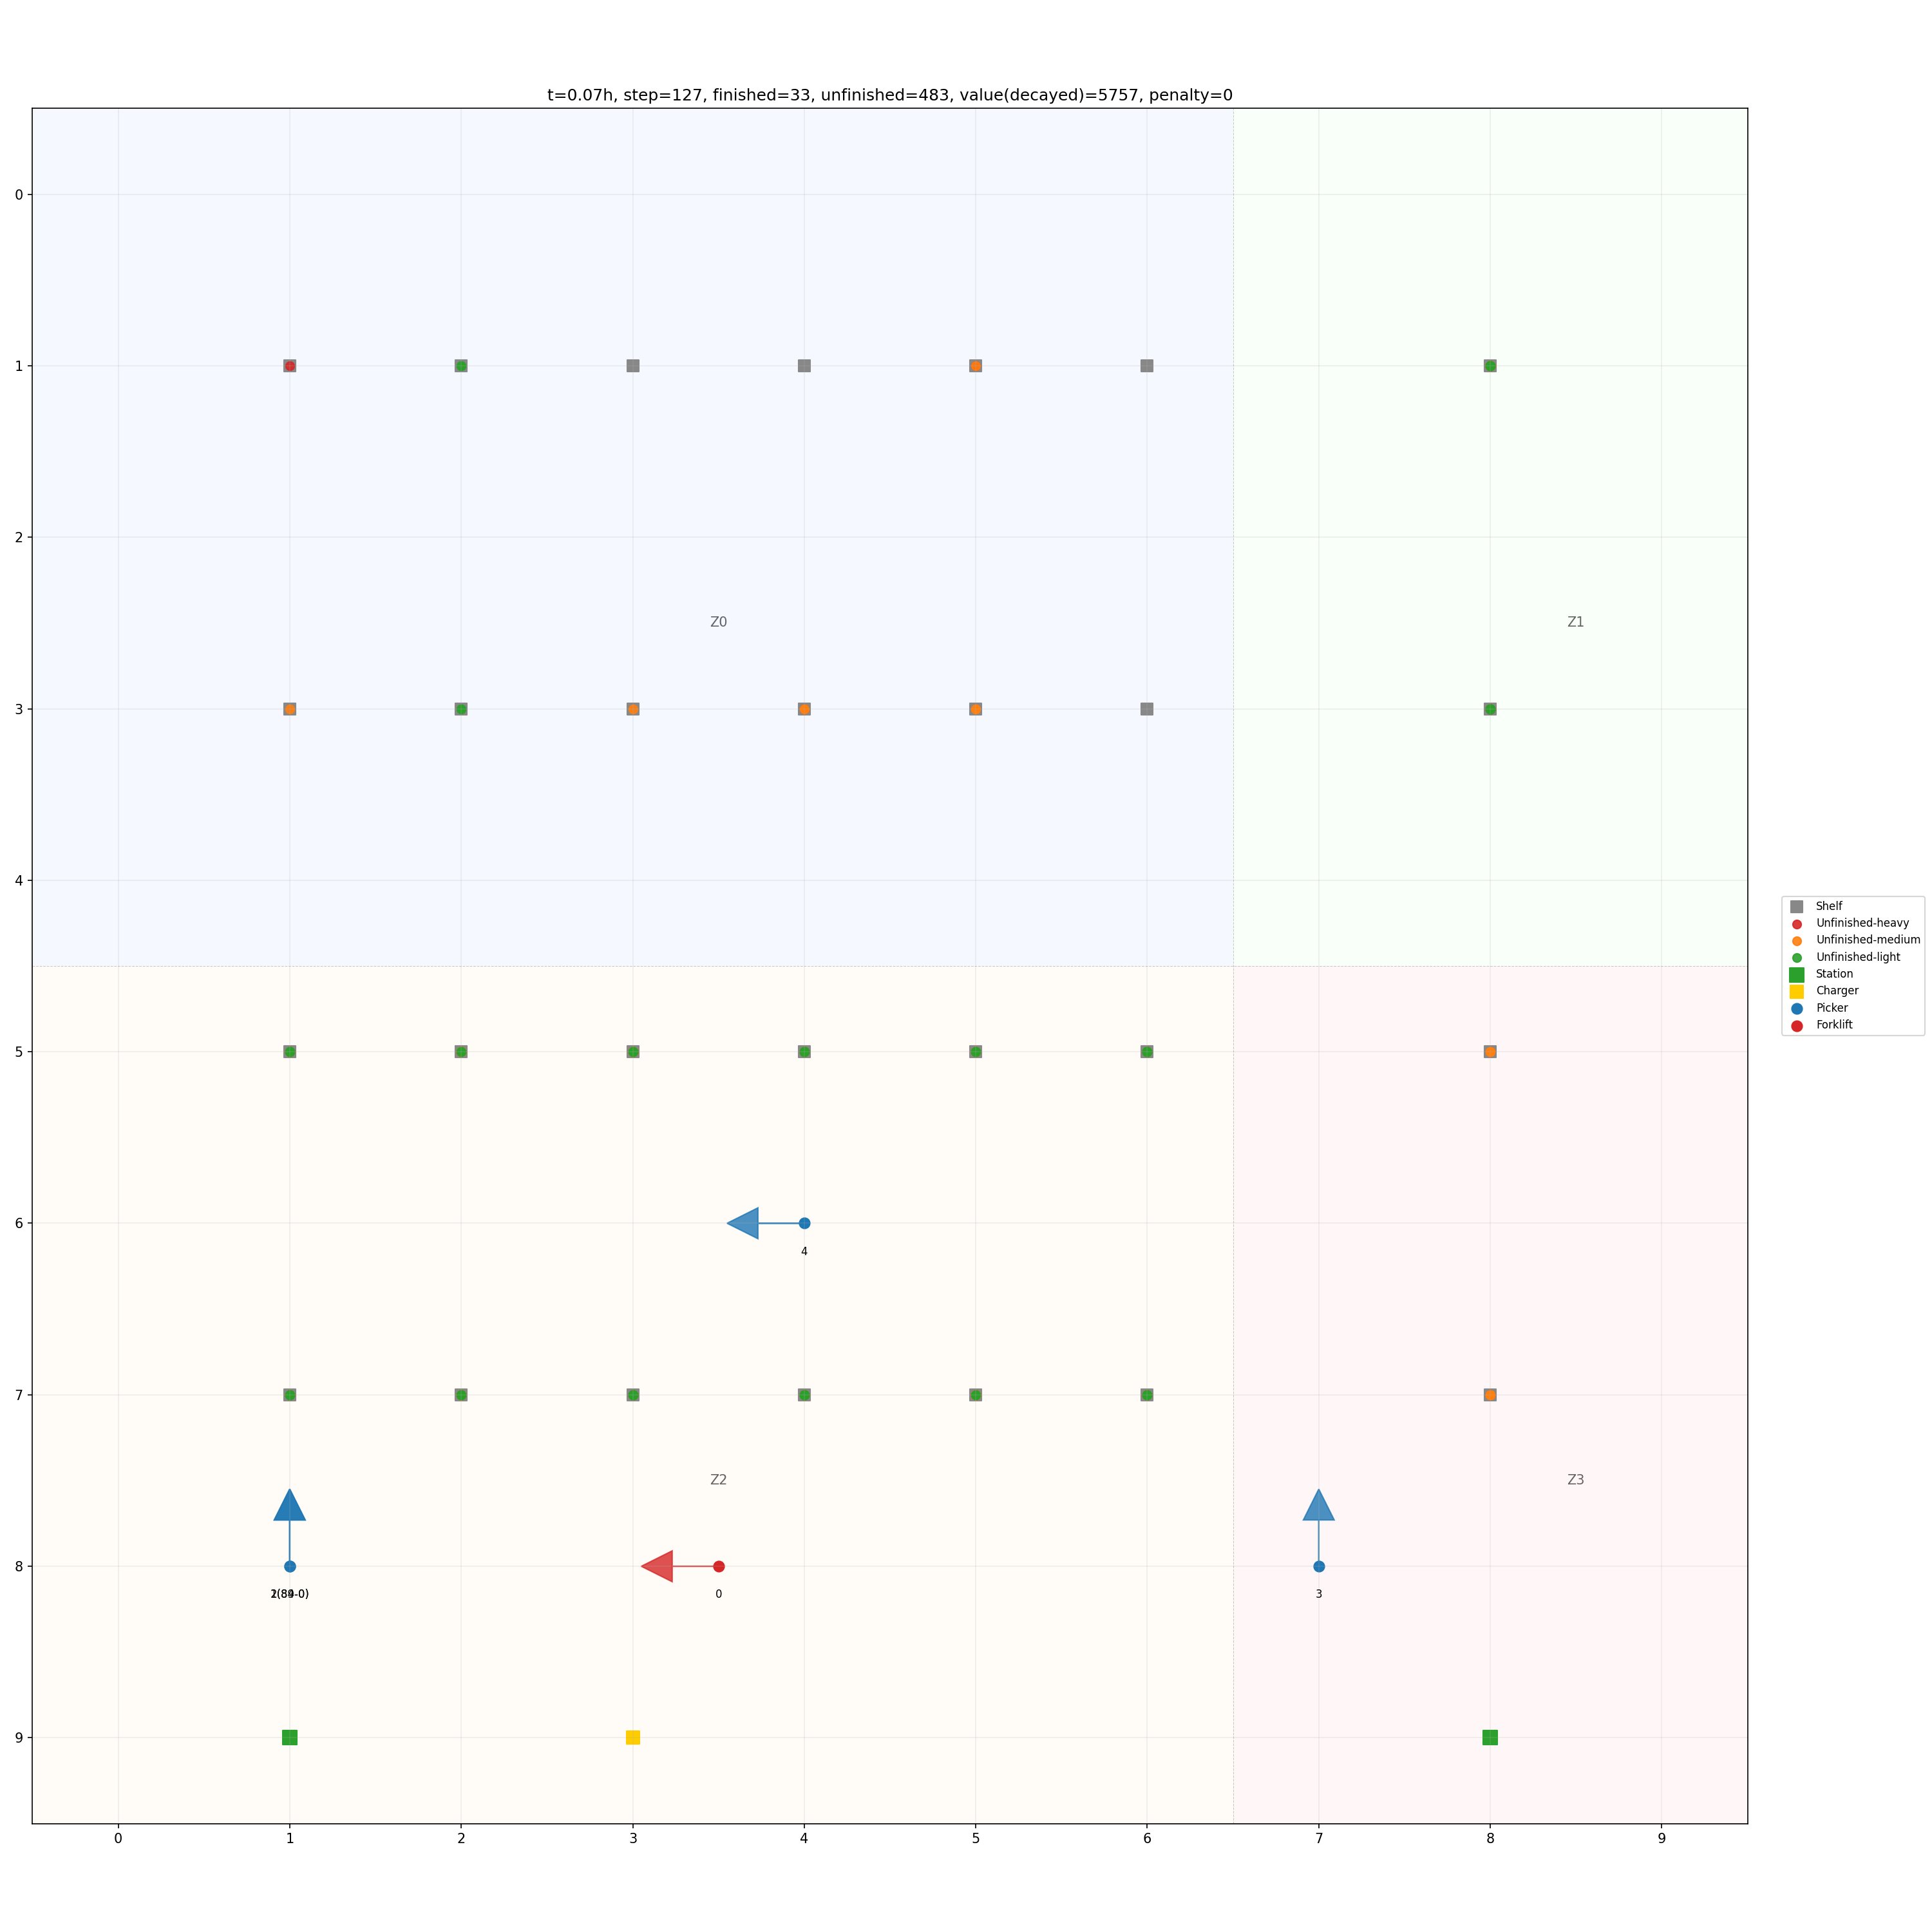 t=0.07h, step=127, finished=33, unfinished=483, value(decayed)=5757, penalty=0
0
1
2
Z0
Z1
3
4
Shelf
Unfinished-heavy
Unfinished-medium
Unfinished-light
Station
Charger
Picker
Forklift
5
6
4
7
Z2
Z3
8
0
3
9
0 1 2 3 4 5 6 7 8 9